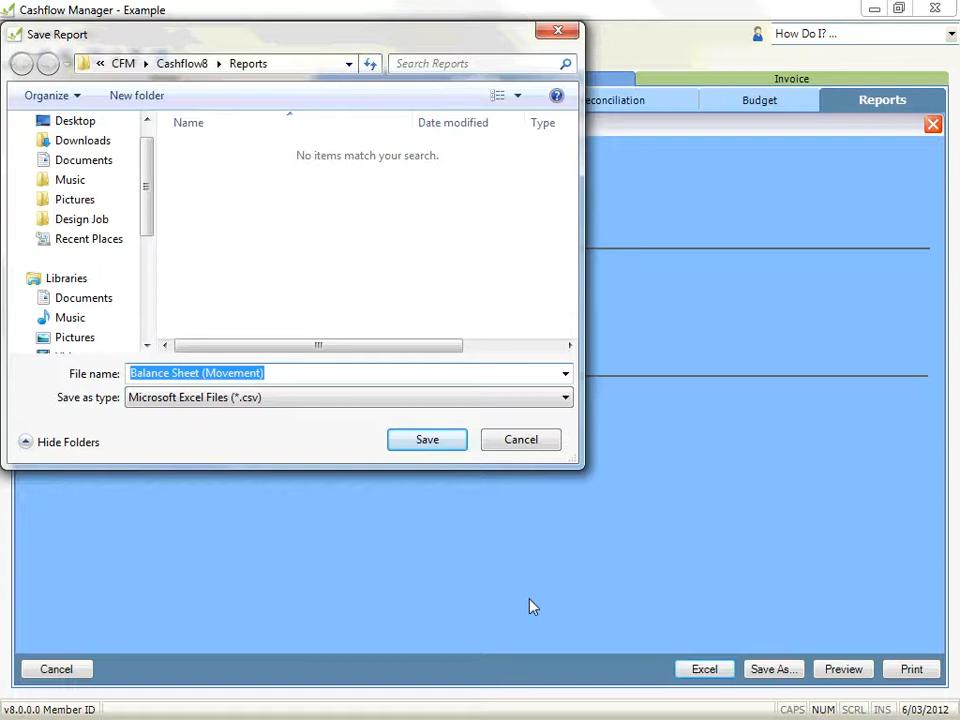 Cashflow Manager - Example
Save Report
How Do I? ...
« CFM Cashflow8 Reports
Search Reports
Invoice
Organize
New folder
econciliation
Budget
Reports
Desktop
Name
Date modified
Type
Downloads
No items match your search.
Documents
Music
Pictures
Design Job
Recent Places
Libraries
Documents
Music
Pictures
File name: Balance Sheet (Movement)
Save as type: Microsoft Excel Files (*.csv)
Hide Folders
Save
Cancel
Cancel
Excel
Save As...
Preview
Print
v8.0.0.0 Member ID
CAPS NUM SCRL INS 6/03/2012